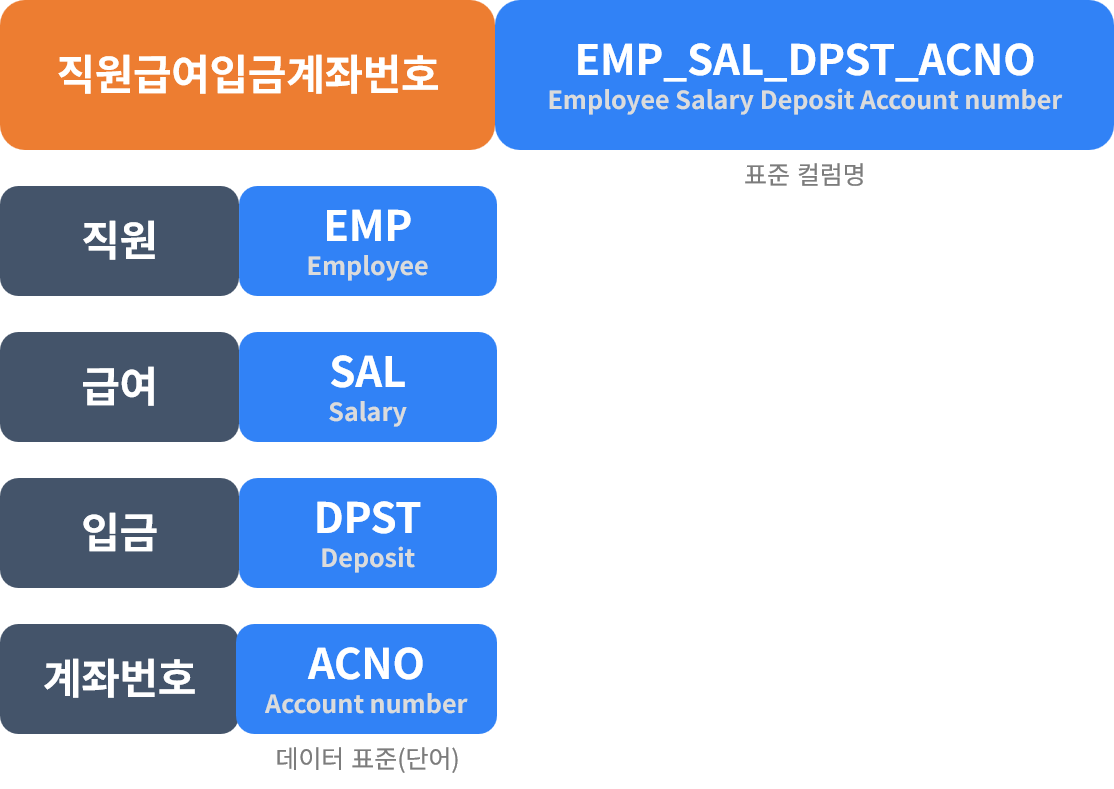 직원급여입금계좌번호
EMP_SAL_DPST_ACNO
Employee Salary Deposit Account number
표준 컬럼명
직원
EMP
Employee
급여
SAL
Salary
입금
DPST
Deposit
계좌번호
ACNO
Account number
데이터 표준(단어)